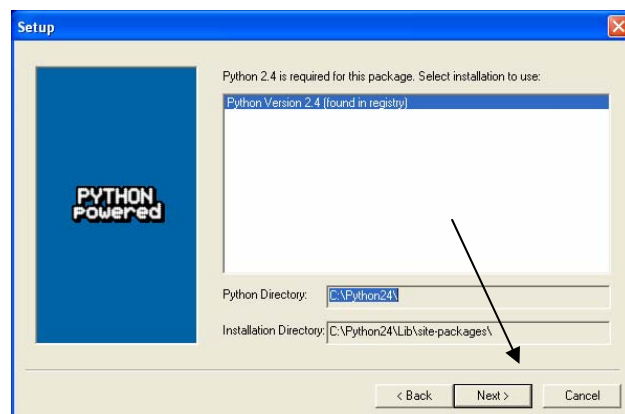 Setup
Python 2.4 is required for this package. Select installation to use:
Python Version 2.4 (found in registry)
PYTHON
powered
Python Directory: C:\Python24\
Installation Directory: C:\Python24\Lib\site-packages\
< Back Next > Cancel